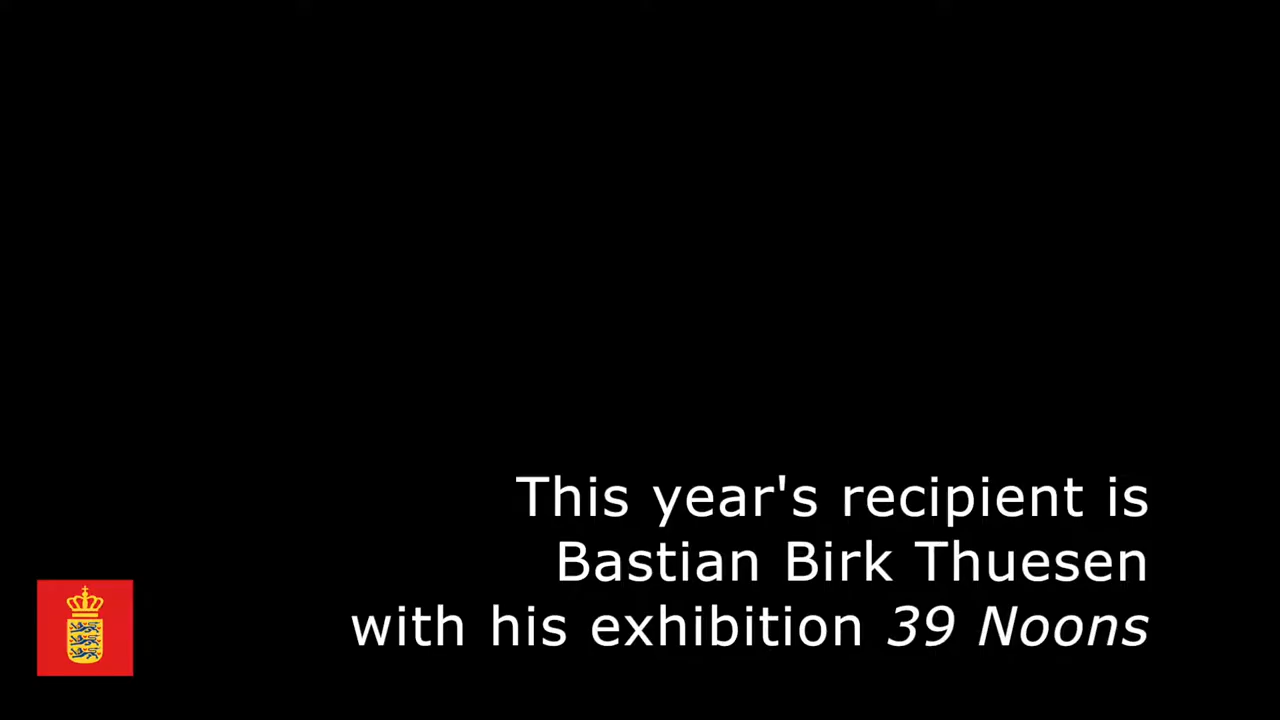 This year's recipient is
Bastian Birk Thuesen
with his exhibition 39 Noons